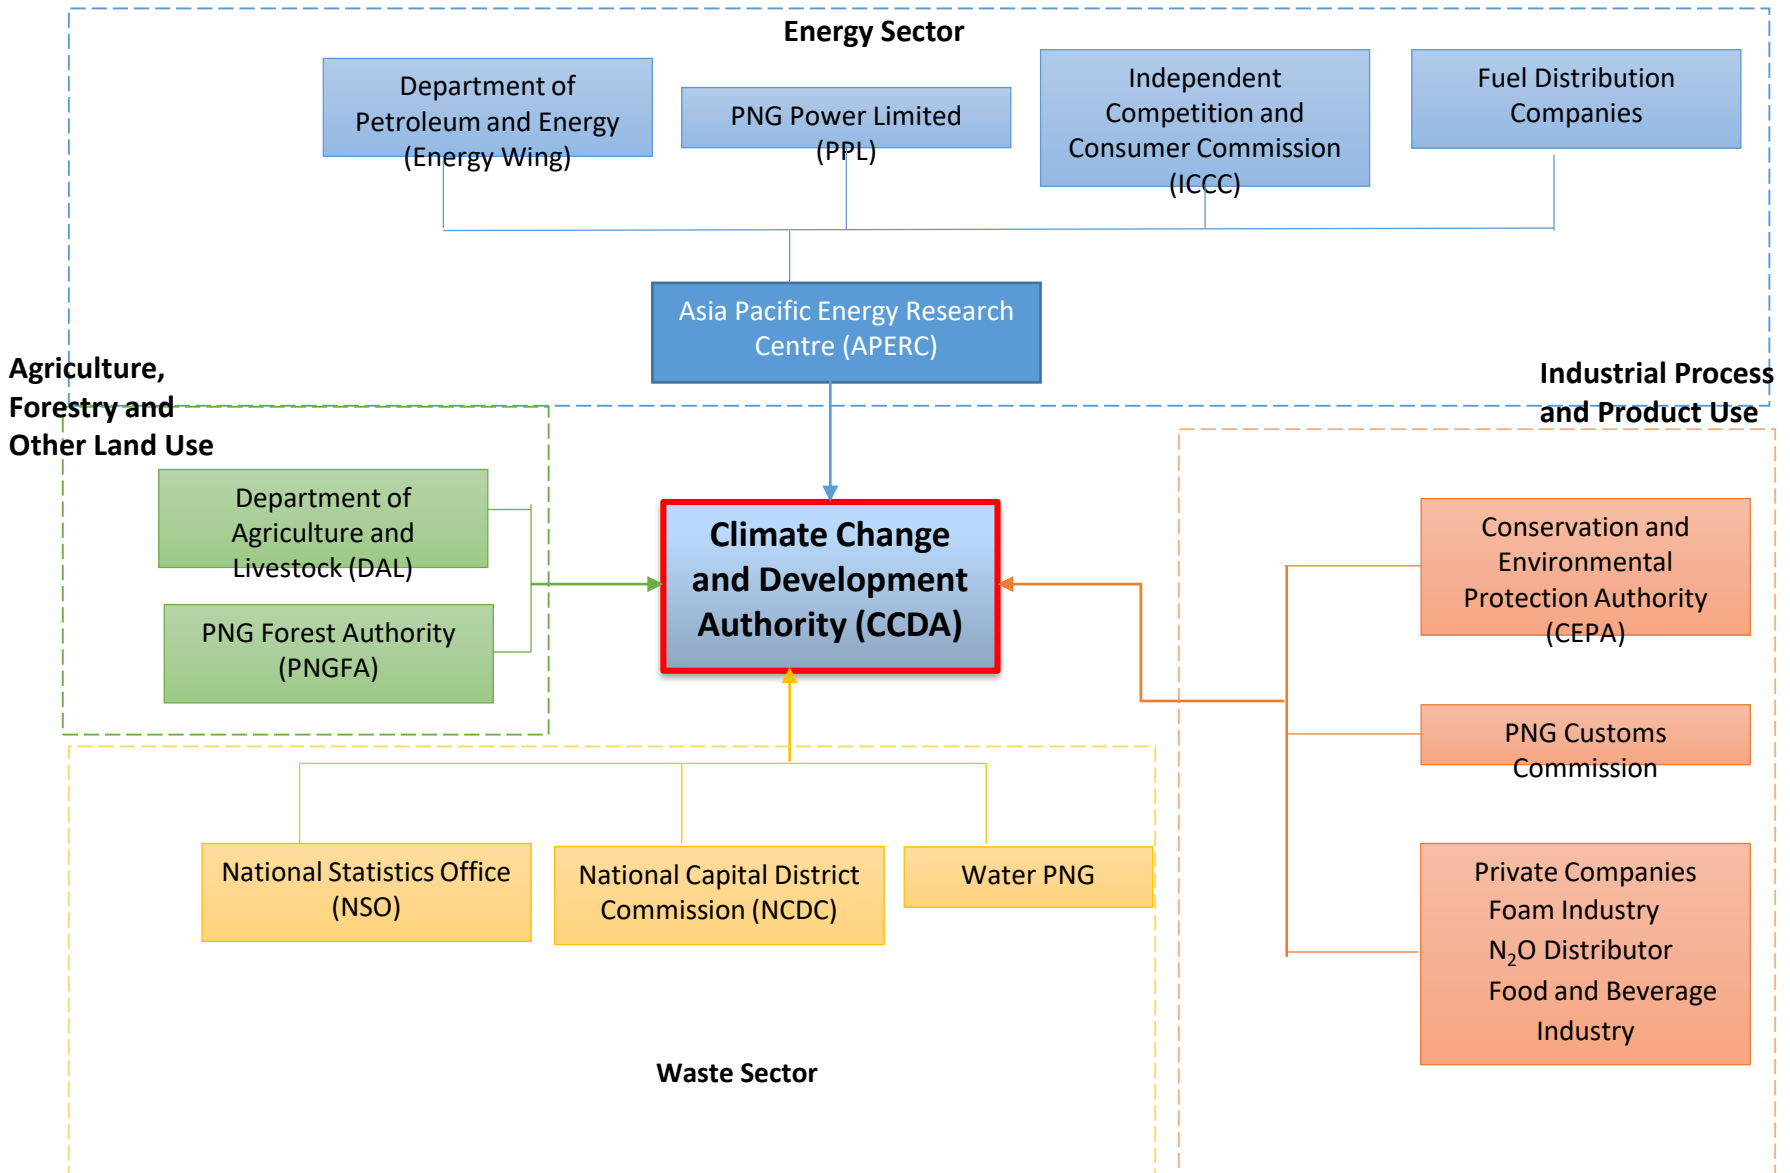 Energy Sector
Department of
Petroleum and Energy
(Energy Wing)
PNG Power Limited
(PPL)
Independent
Competition and
Consumer Commission
(ICCC)
Fuel Distribution
Companies
Asia Pacific Energy Research
Centre (APERC)
Agriculture,
Forestry and
Other Land Use
Industrial Process
and Product Use
Department of
Agriculture and
Livestock (DAL)
PNG Forest Authority
(PNGFA)
Climate Change
and Development
Authority (CCDA)
Conservation and
Environmental
Protection Authority
(CEPA)
PNG Customs
Commission
Private Companies
Foam Industry
N₂O Distributor
Food and Beverage
Industry
National Statistics Office
(NSO)
National Capital District
Commission (NCDC)
Water PNG
Waste Sector